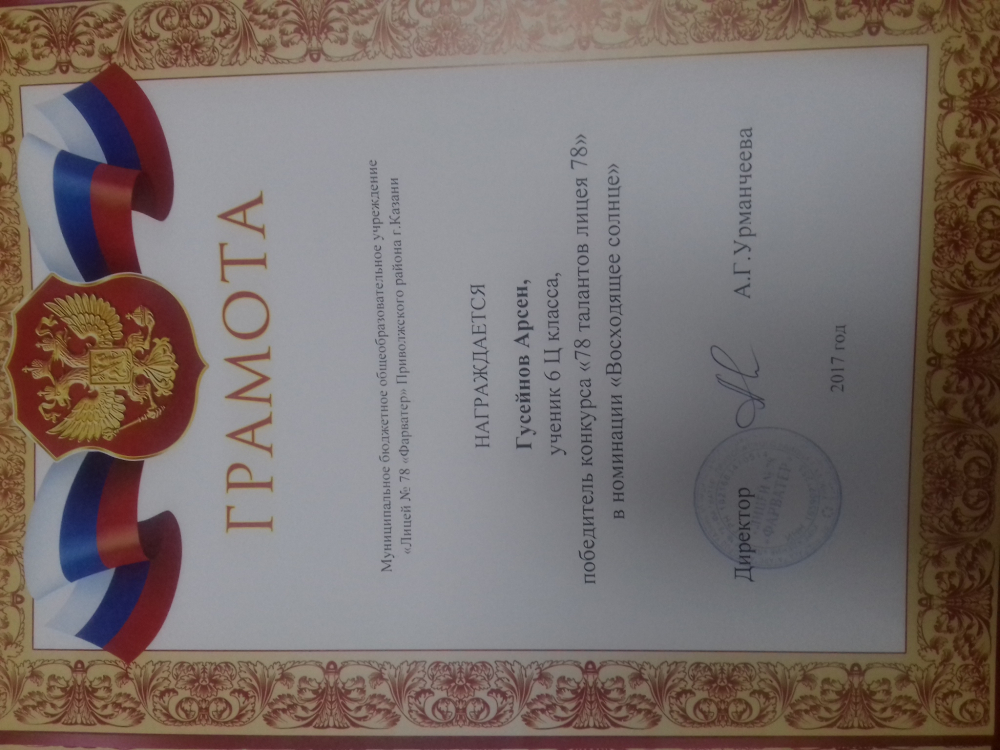 ГРАМОТА
Муниципальное бюджетное общеобразовательное учреждение
«Лицей № 78 «Фарватер» Приволжского района г.Казани
НАГРАЖДАЕТСЯ
Гусейнов Арсен,
ученик 6 Ц класса,
победитель конкурса «78 талантов лицея 78»
в номинации «Восходящее солнце»
Директор А.Г.Урманчеева
«ФАРВАТЕР»
2017 год